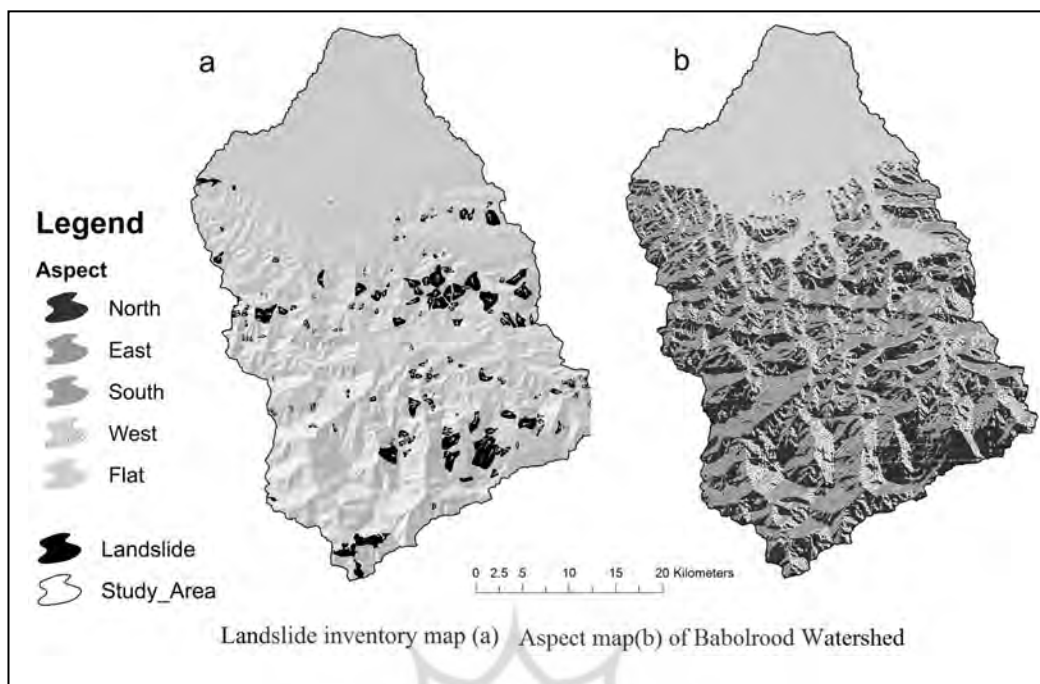 a
b
Legend
Aspect
North
East
South
West
Flat
Landslide
Study_Area
0 2.5 5 10 15 20 Kilometers
Landslide inventory map (a) Aspect map(b) of Babolrood Watershed